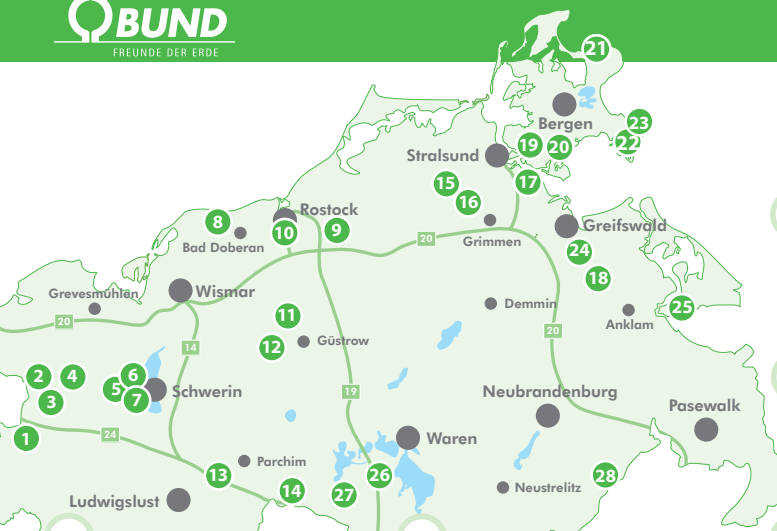 BUND
FREUNDE DER ERDE
21
Bergen
23
22
19
20
Stralsund
15
16
17
8
Rostock
10
9
Bad Doberan
20
Grimmen
Greifswald
24
18
Grevesmühlen
Wismar
20
11
12
Güstrow
14
Demmin
20
25
Anklam
2
4
3
5
6
7
Schwerin
19
Neubrandenburg
Pasewalk
1
24
Waren
13
Parchim
14
27
26
28
Neustrelitz
Ludwigslust